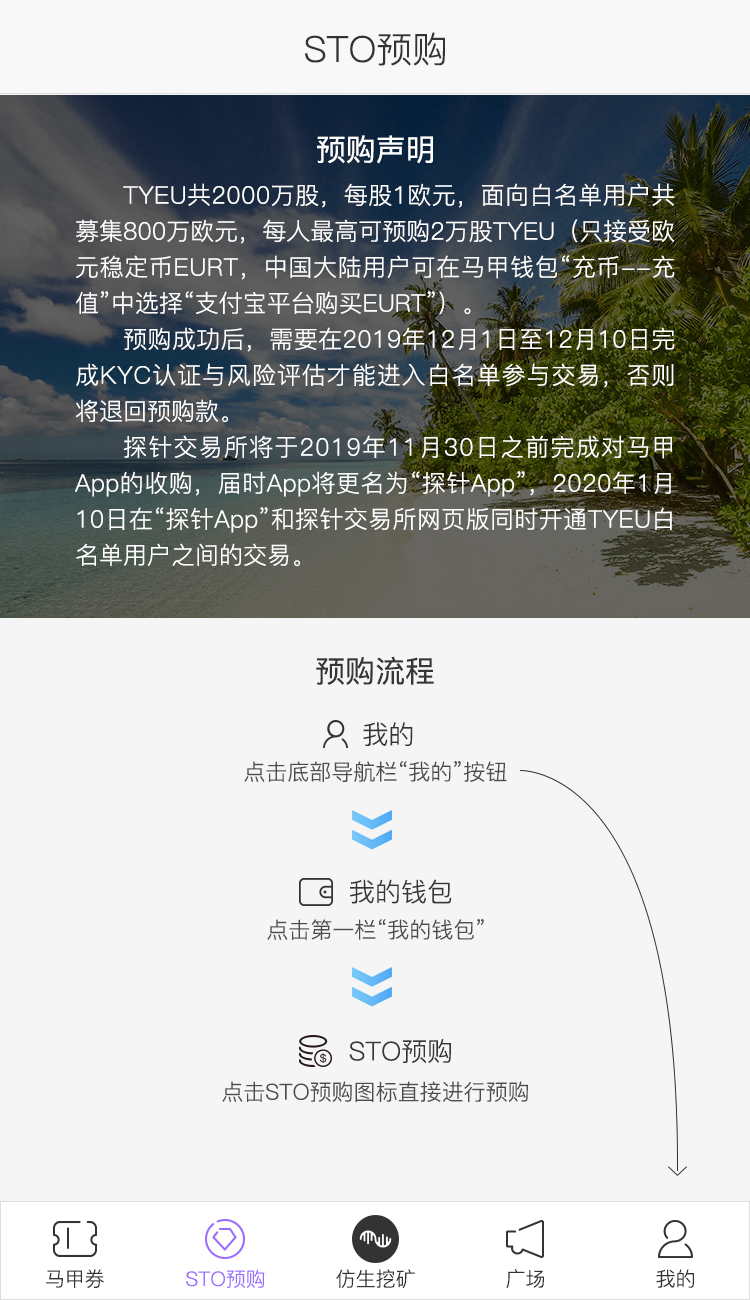 STO预购
预购声明
TYEU共2000万股，每股1欧元，面向白名单用户共
募集800万欧元，每人最高可预购2万股TYEU（只接受欧
元稳定币EURT，中国大陆用户可在马甲钱包“充币--充
值”中选择“支付宝平台购买EURT”）。
预购成功后，需要在2019年12月1日至12月10日完
成KYC认证与风险评估才能进入白名单参与交易，否则
将退回预购款。
探针交易所将于2019年11月30日之前完成对马甲
App的收购，届时App将更名为“探针App”，2020年1月
10日在“探针App”和探针交易所网页版同时开通TYEU白
名单用户之间的交易。
预购流程
我的
点击底部导航栏“我的”按钮
我的钱包
点击第一栏“我的钱包”
STO预购
点击STO预购图标直接进行预购
马甲券 STO预购 仿生挖矿 广场 我的